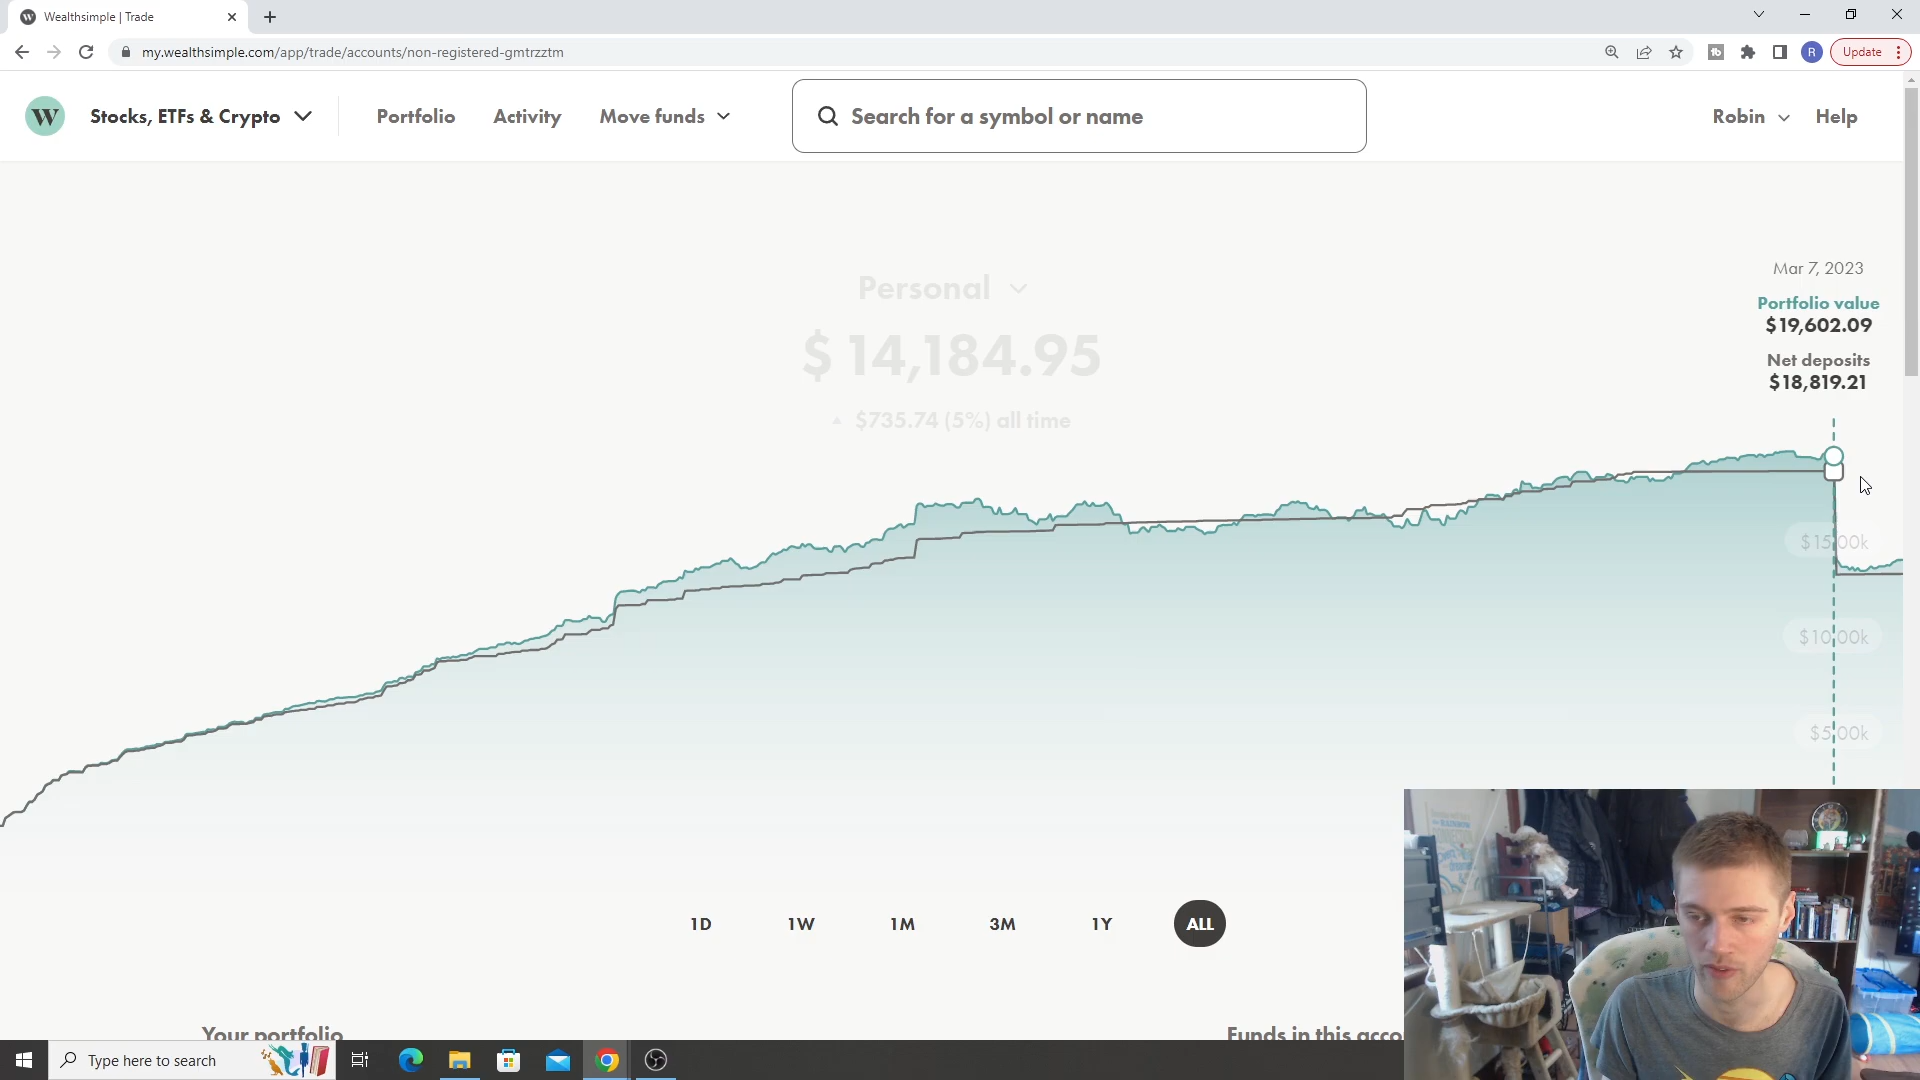 Wealthsimple | Trade
my.wealthsimple.com/app/trade/accounts/non-registered-gmtrzztm
R
Update
W
Stocks, ETFs & Crypto
Portfolio
Activity
Move funds
Search for a symbol or name
Robin
Help
Personal
$ 14,184.95
$735.74 (5%) all time
Mar 7, 2023
Portfolio value
$19,602.09
Net deposits
$18,819.21
$15.00k
$10.00k
$5.00k
1D
1W
1M
3M
1Y
ALL
Your portfolio
Funds in this acco
Type here to search